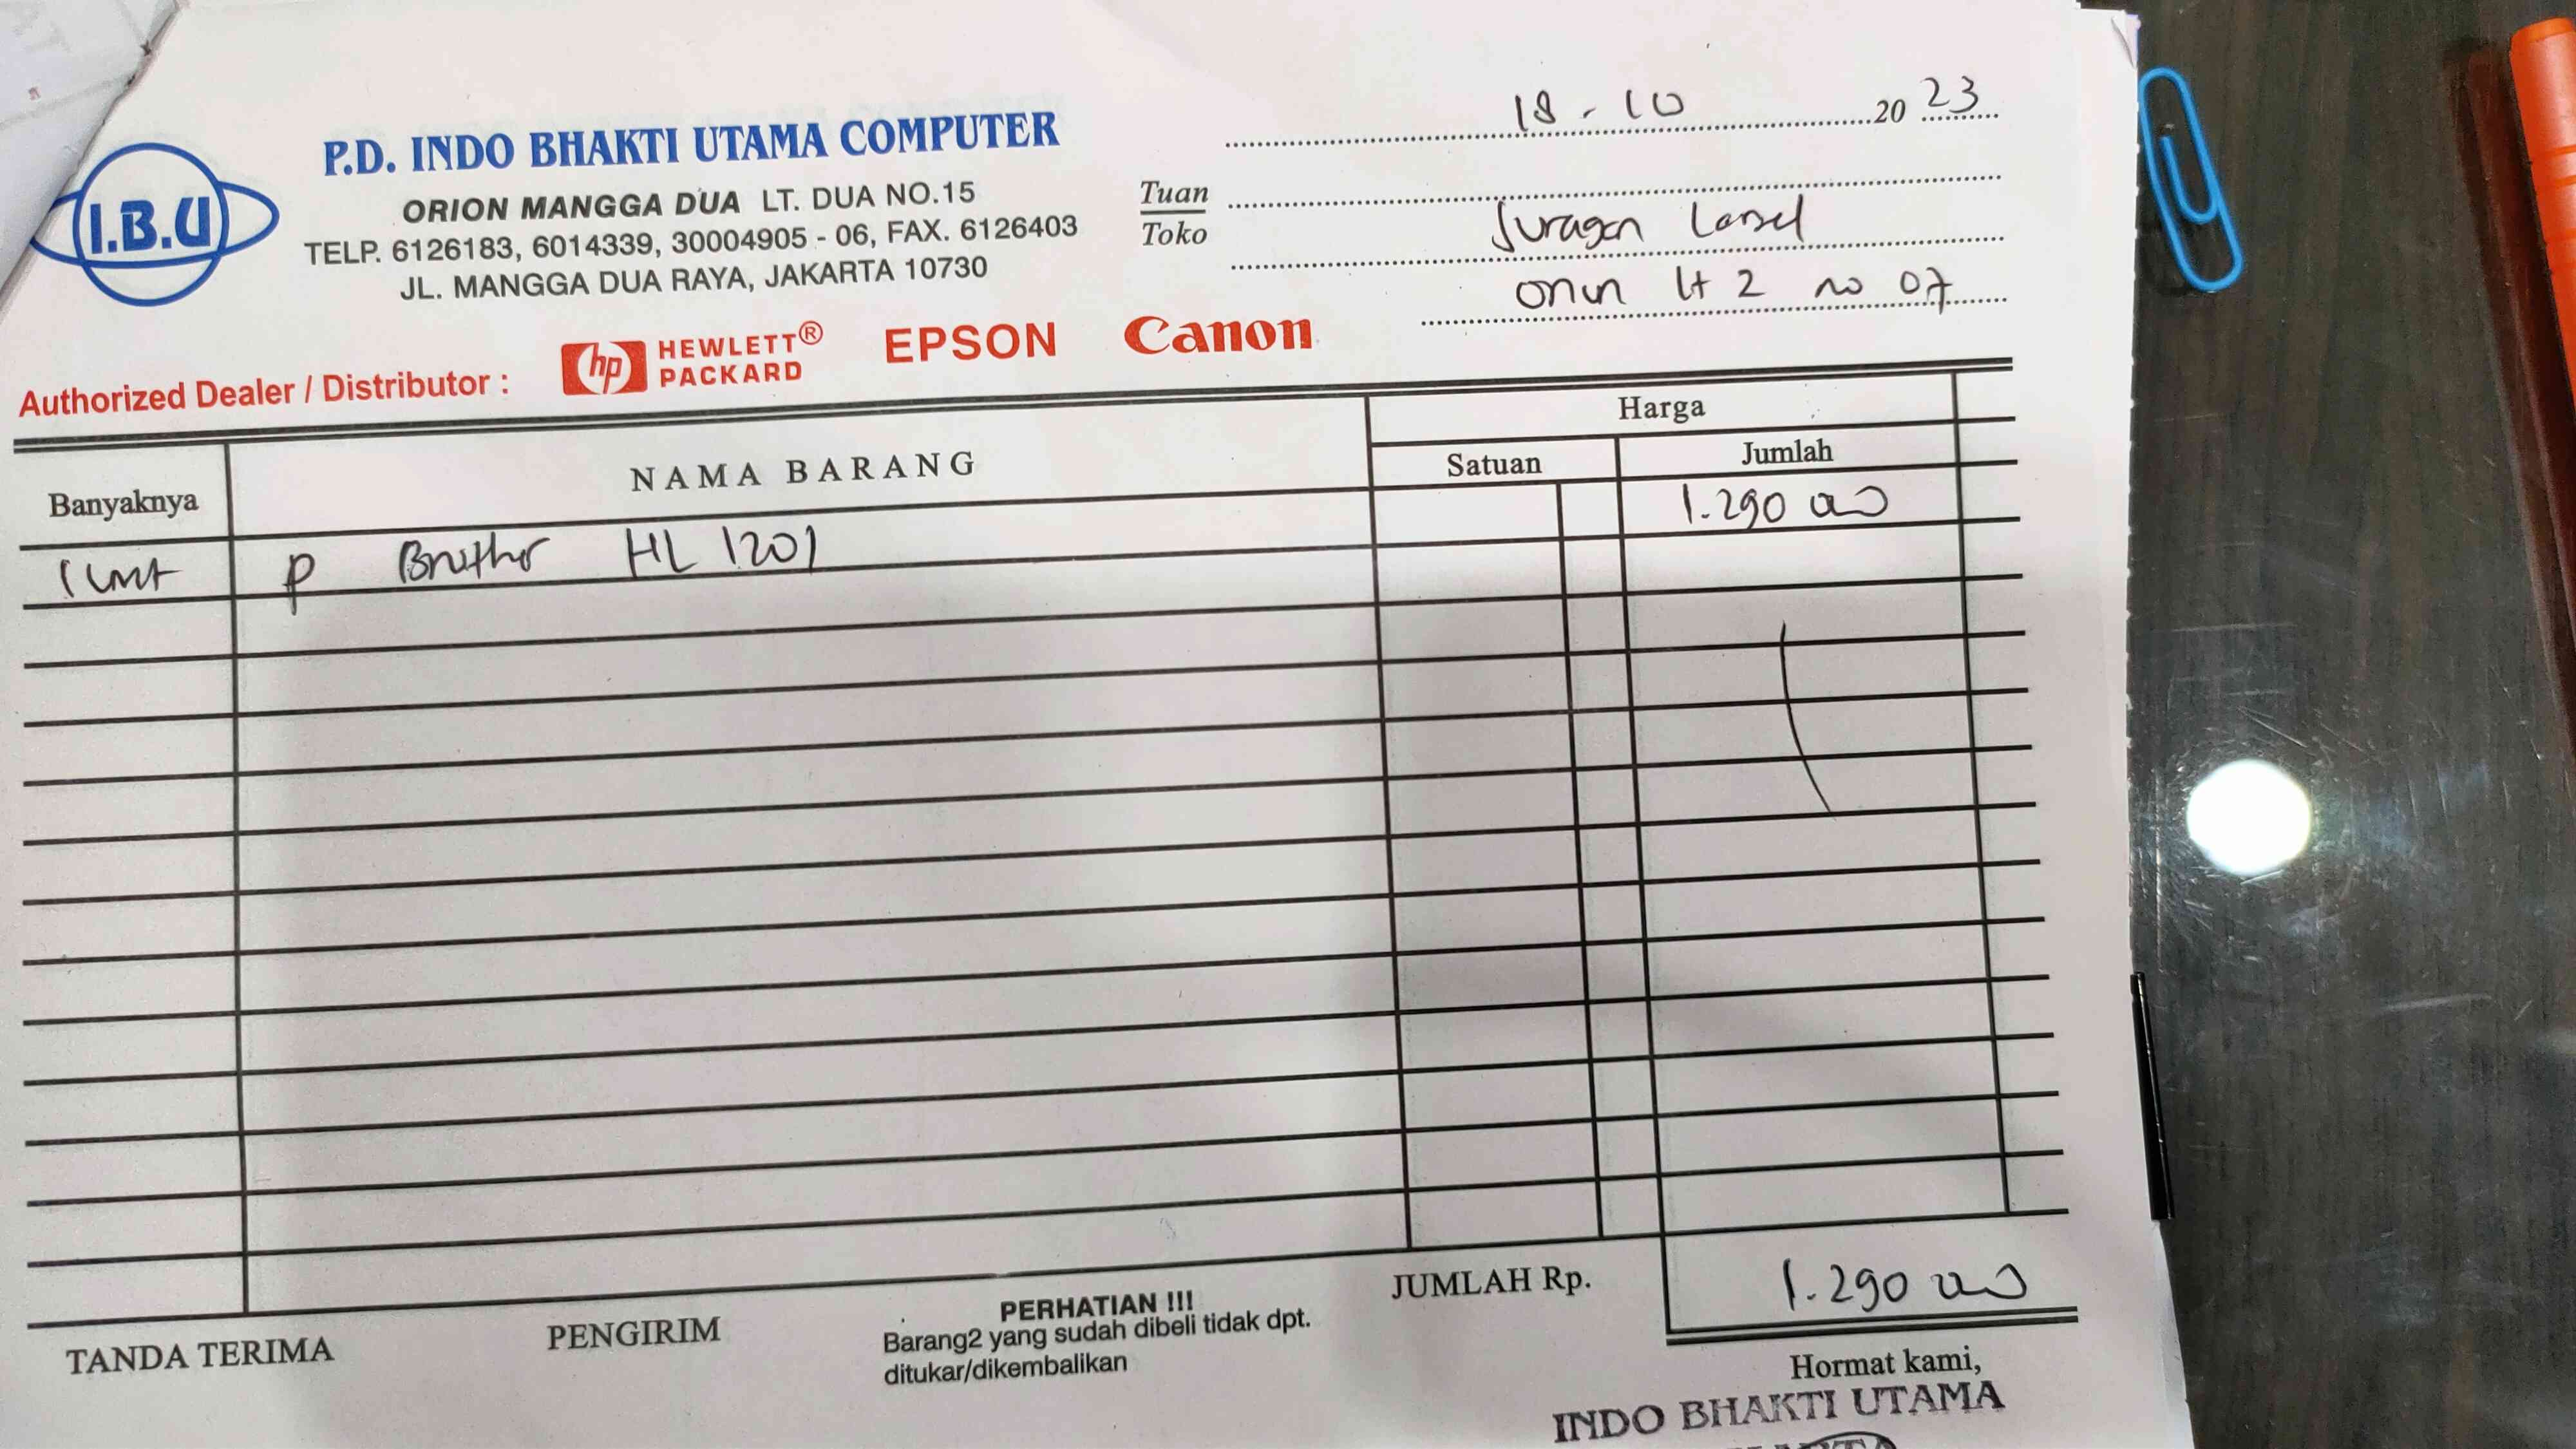 18 - 10 20 23
P.D. INDO BHAKTI UTAMA COMPUTER
I.B.U
ORION MANGGA DUA LT. DUA NO.15
TELP. 6126183, 6014339, 30004905 - 06, FAX. 6126403
JL. MANGGA DUA RAYA, JAKARTA 10730
Tuan
Toko
Juragan
lt 2 no 07
Authorized Dealer / Distributor :
hp HEWLETT® PACKARD
EPSON
Canon
Banyaknya
NAMA BARANG
Harga
Satuan
Jumlah
1 unit P Brother HL 1201
1.290 000
JUMLAH Rp.
1.290 000
TANDA TERIMA
PENGIRIM
PERHATIAN !!!
Barang2 yang sudah dibeli tidak dpt.
ditukar/dikembalikan
Hormat kami,
INDO BHAKTI UTAMA